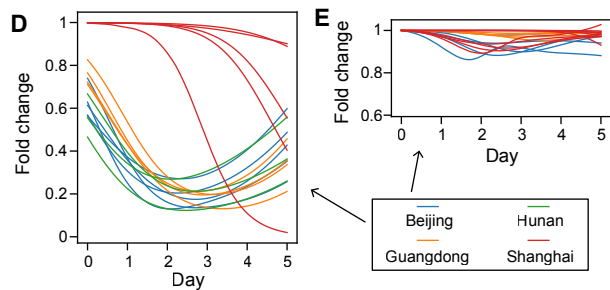 D
Fold change
1
0.8
0.6
0.4
0.2
0
0 1 2 3 4 5
Day
E
Fold change
1
0.8
0.6
0 1 2 3 4 5
Day
Beijing Hunan
Guangdong Shanghai